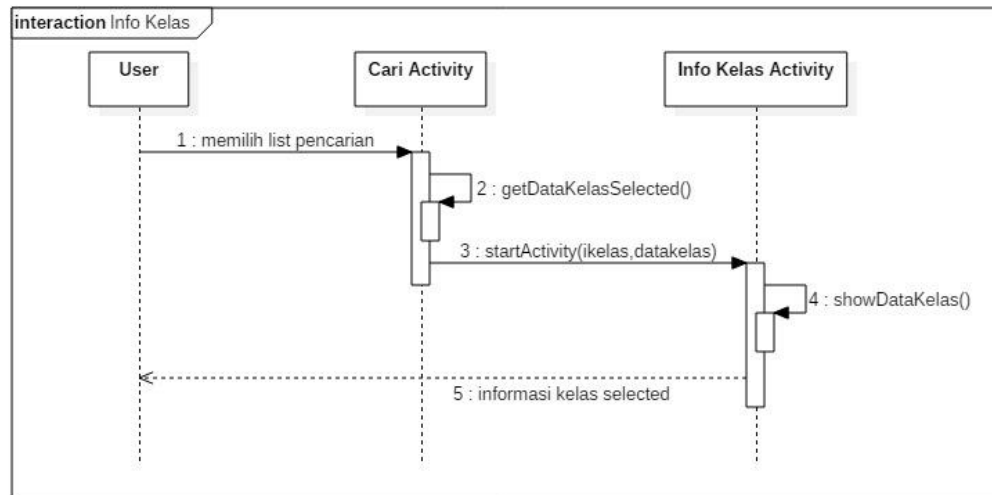 interaction Info Kelas
User
Cari Activity
Info Kelas Activity
1 : memilih list pencarian
2 : getDataKelasSelected()
3 : startActivity(ikelas,datakelas)
4 : showDataKelas()
5 : informasi kelas selected